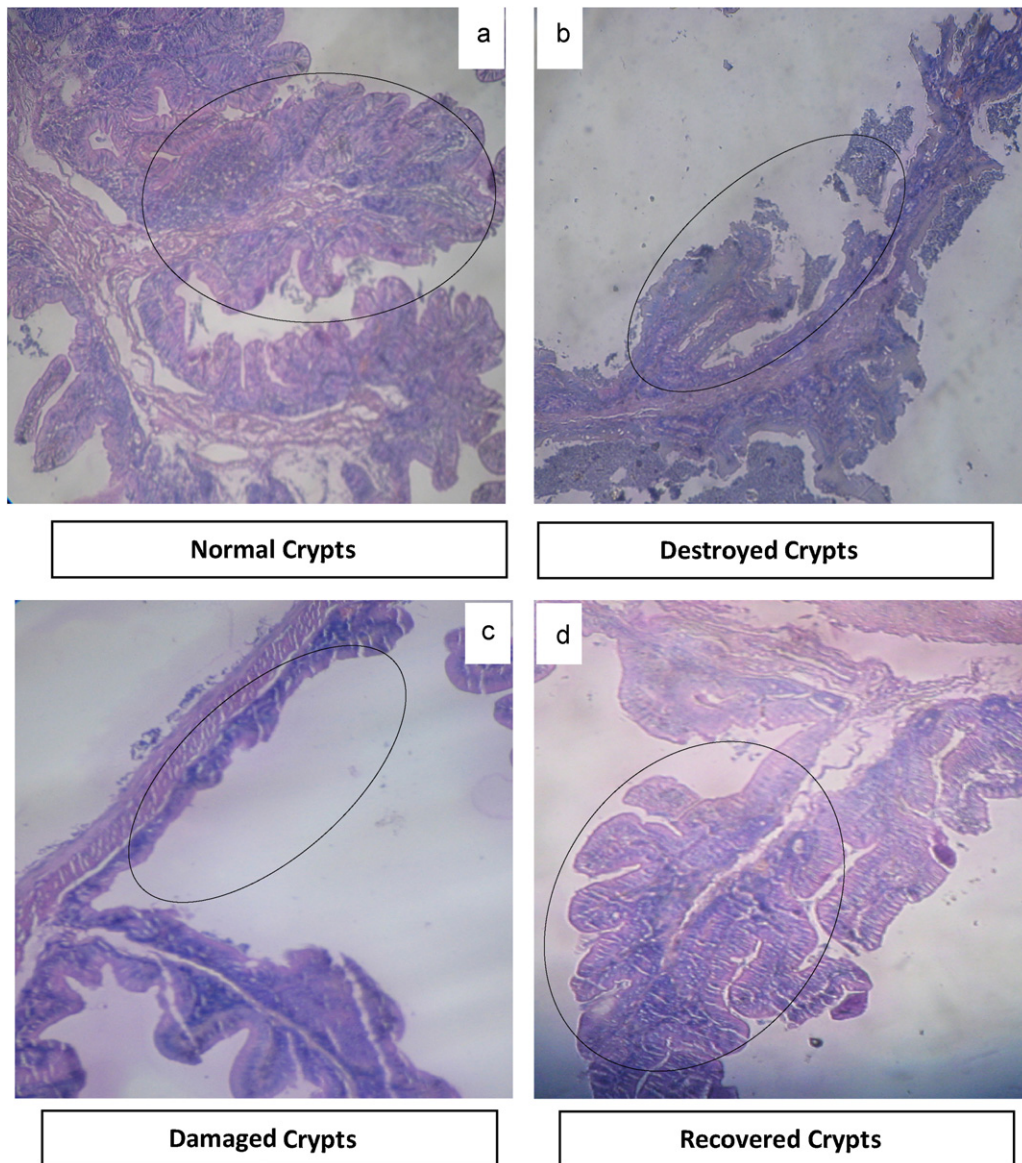 a
b
Normal Crypts
Destroyed Crypts
c
d
Damaged Crypts
Recovered Crypts